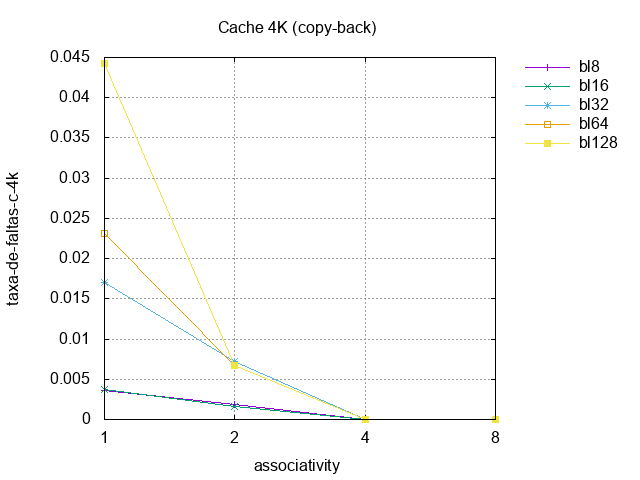 Cache 4K (copy-back)
0.045
0.04
0.035
0.03
0.025
0.02
0.015
0.01
0.005
0
1 2 4 8
taxa-de-faltas-c-4k
associativity
bl8
bl16
bl32
bl64
bl128